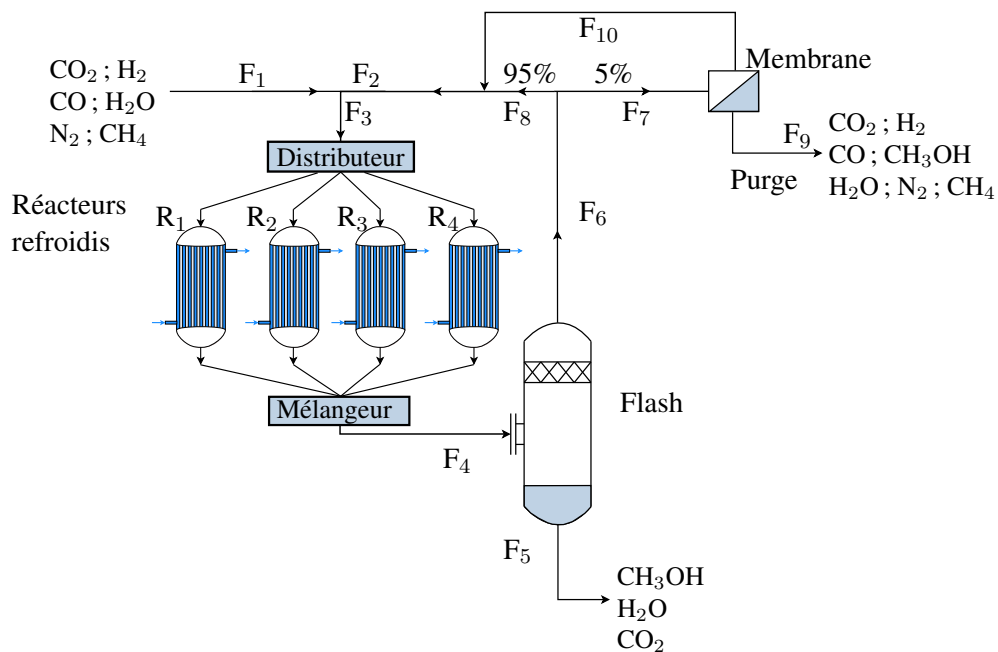 F₁₀
Membrane
CO₂ ; H₂
CO ; H₂O
N₂ ; CH₄
F₁
F₂
95%
5%
F₃
F₈
F₇
Distributeur
F₉
CO₂ ; H₂
CO ; CH₃OH
H₂O ; N₂ ; CH₄
Purge
Réacteurs
refroidis
R₁
R₂
R₃
R₄
F₆
Mélangeur
Flash
F₄
F₅
CH₃OH
H₂O
CO₂